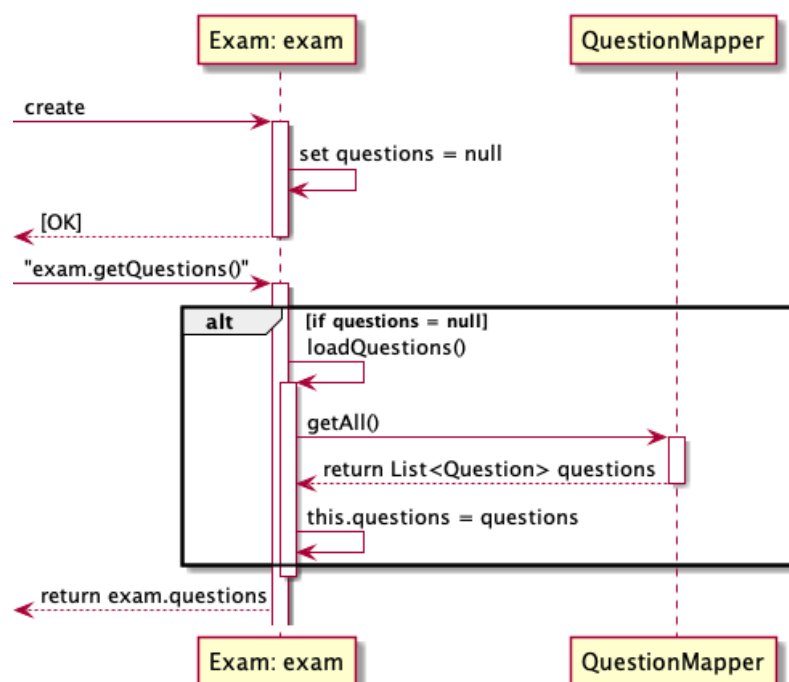 Exam: exam
QuestionMapper
create
set questions = null
[OK]
"exam.getQuestions()"
alt
[if questions = null]
loadQuestions()
getAll()
return List<Question> questions
this.questions = questions
return exam.questions
Exam: exam
QuestionMapper